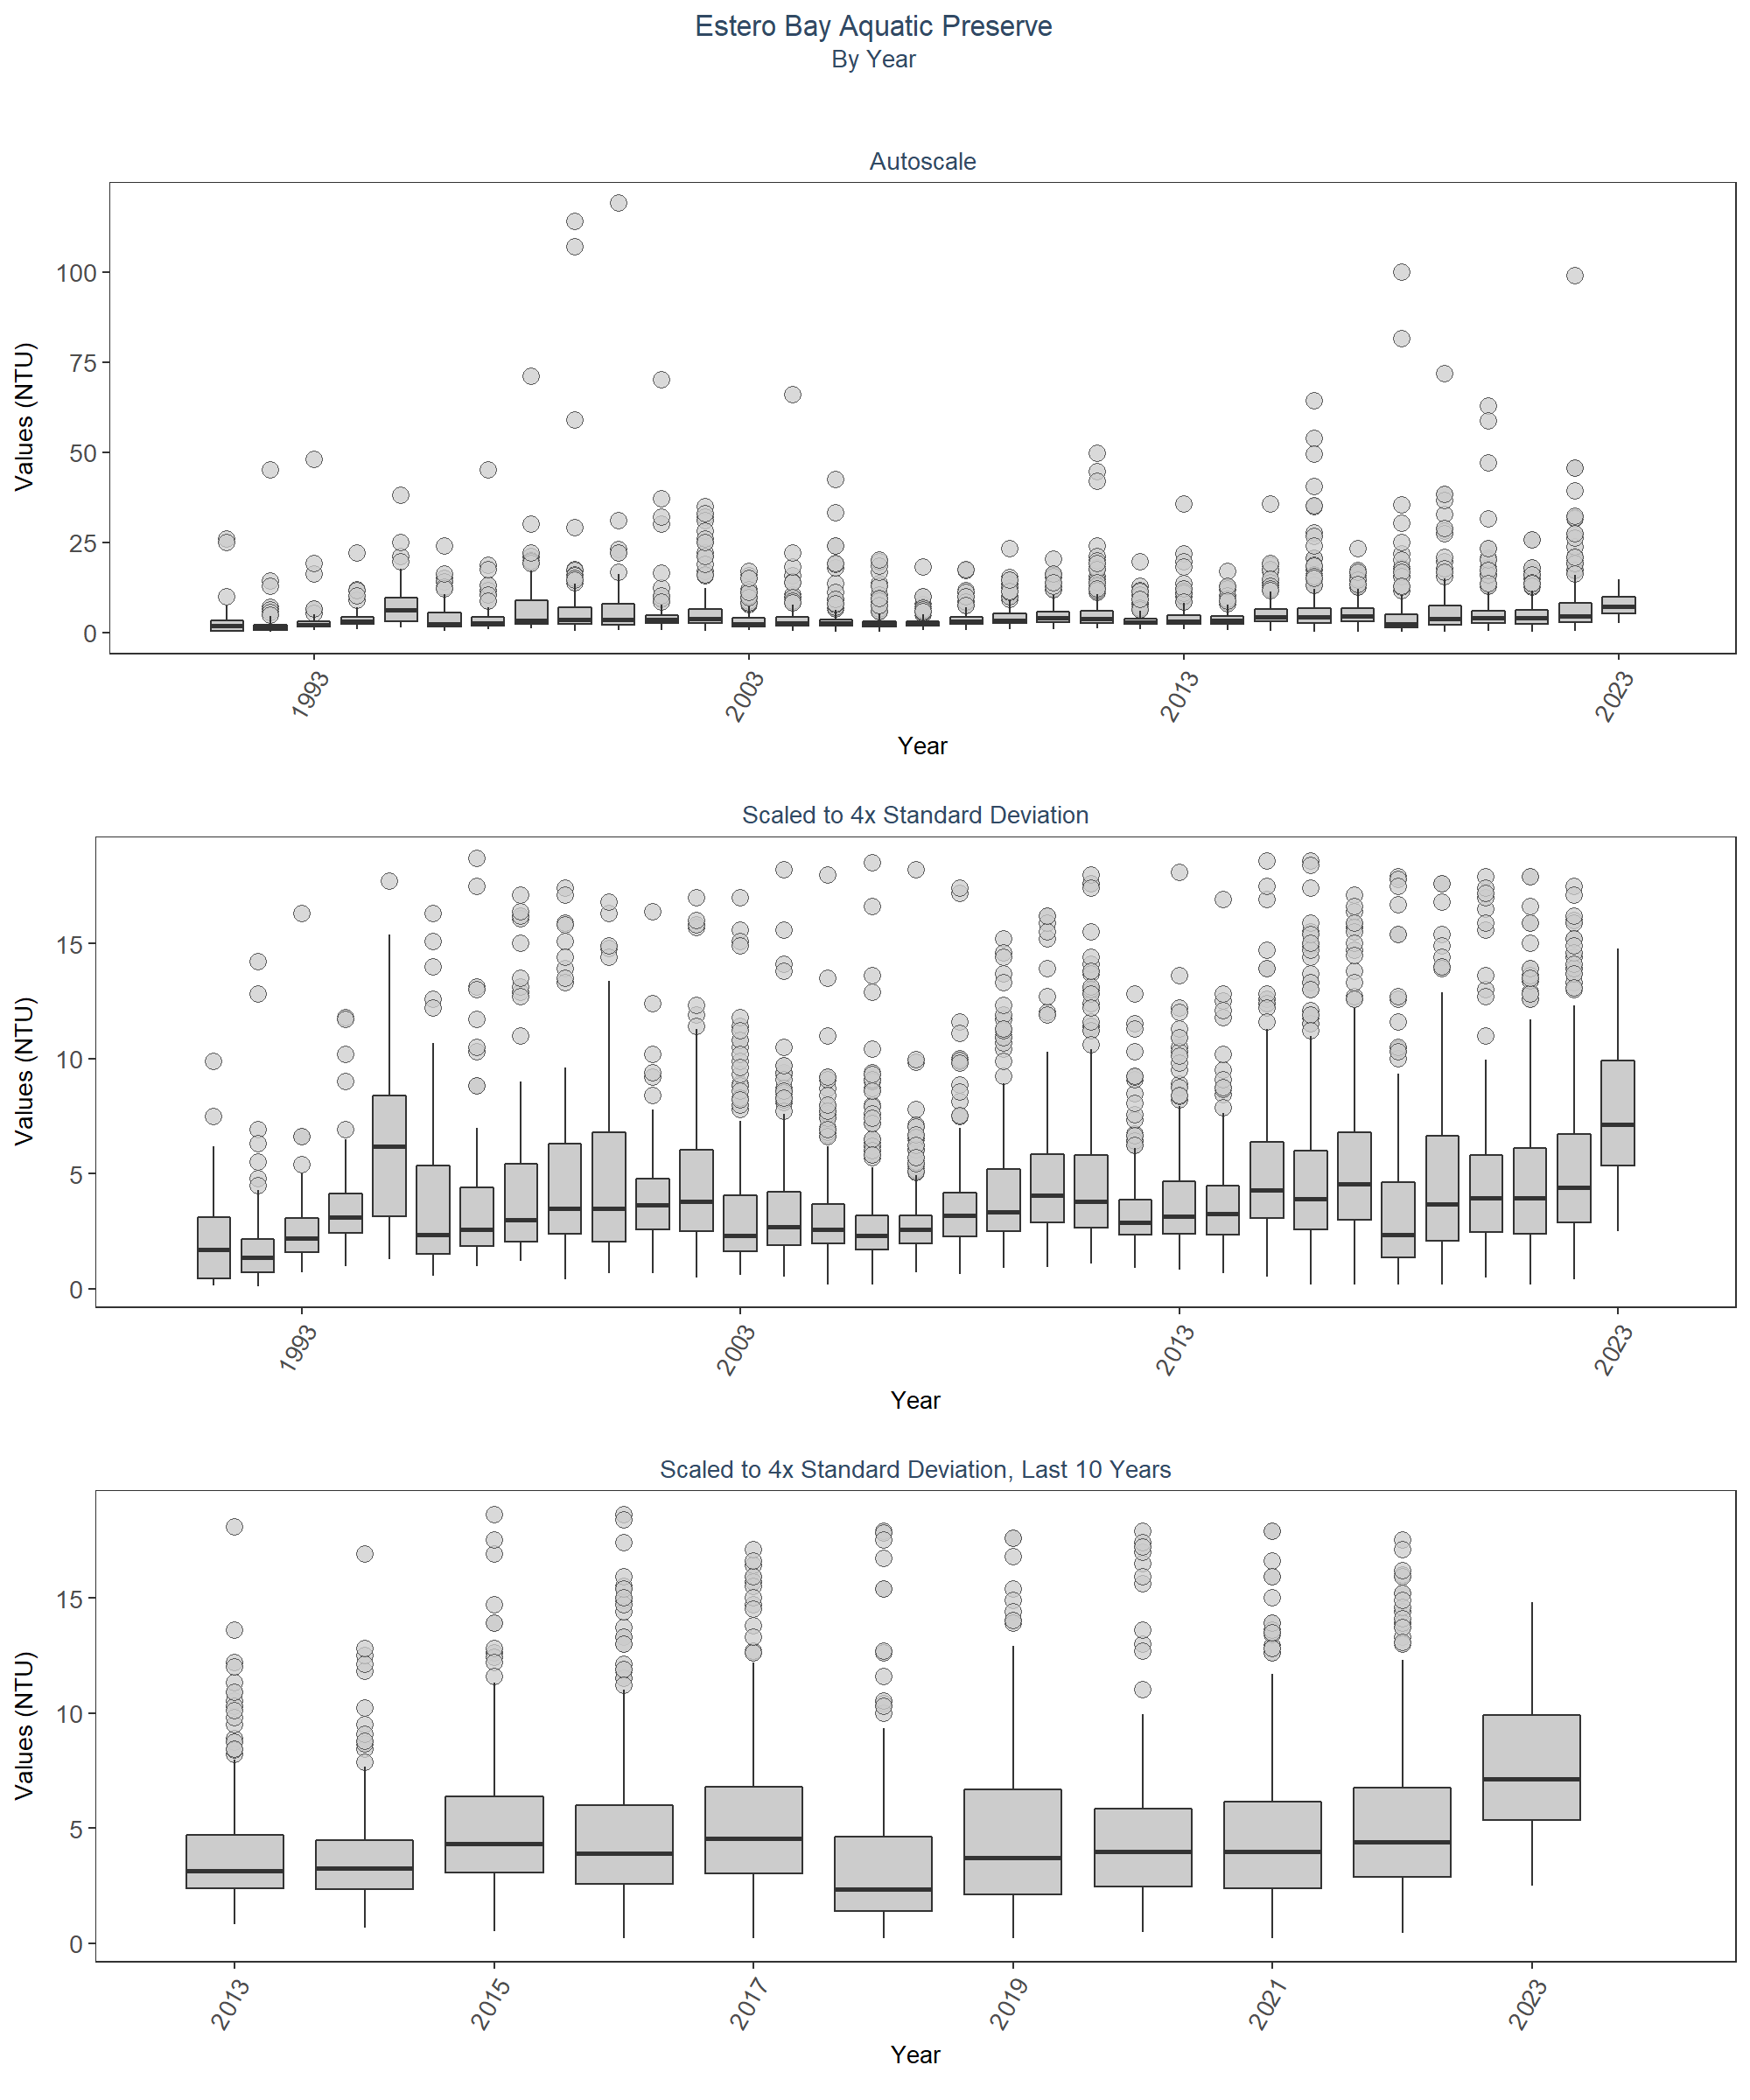 Estero Bay Aquatic Preserve
By Year
Autoscale
Values (NTU)
100
75
50
25
0
1993
2003
2013
2023
Year
Scaled to 4x Standard Deviation
Values (NTU)
15
10
5
0
1993
2003
2013
2023
Year
Scaled to 4x Standard Deviation, Last 10 Years
Values (NTU)
15
10
5
0
2013
2015
2017
2019
2021
2023
Year